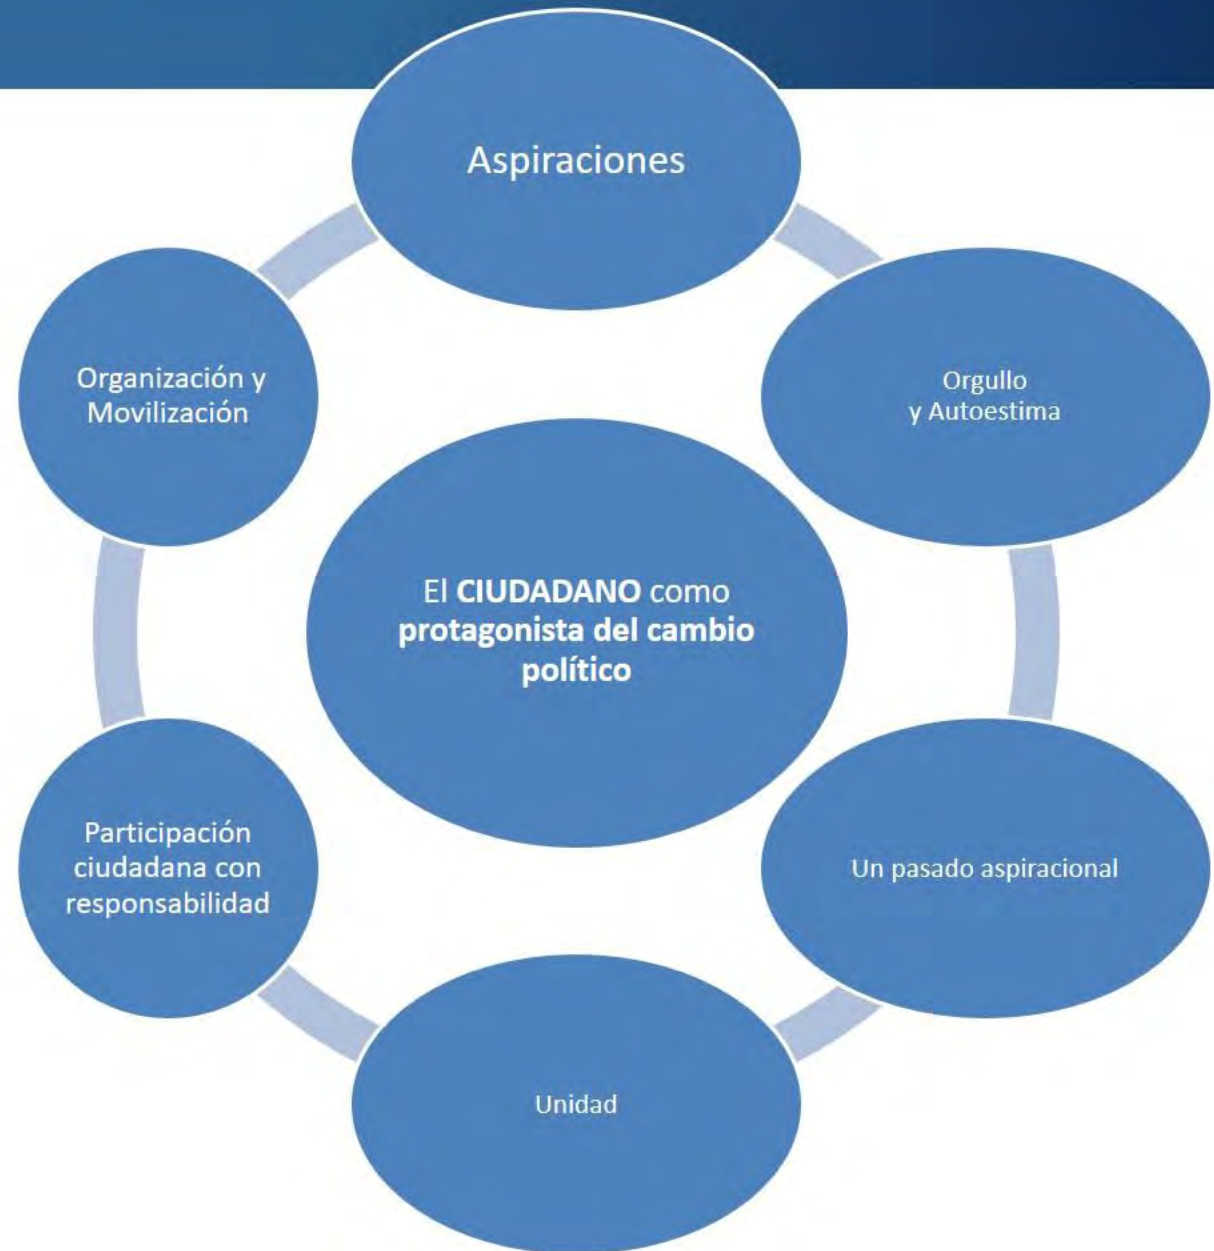 Aspiraciones
Orgullo
y Autoestima
Un pasado aspiracional
Unidad
Participación
ciudadana con
responsabilidad
Organización y
Movilización
El CIUDADANO como
protagonista del cambio
político